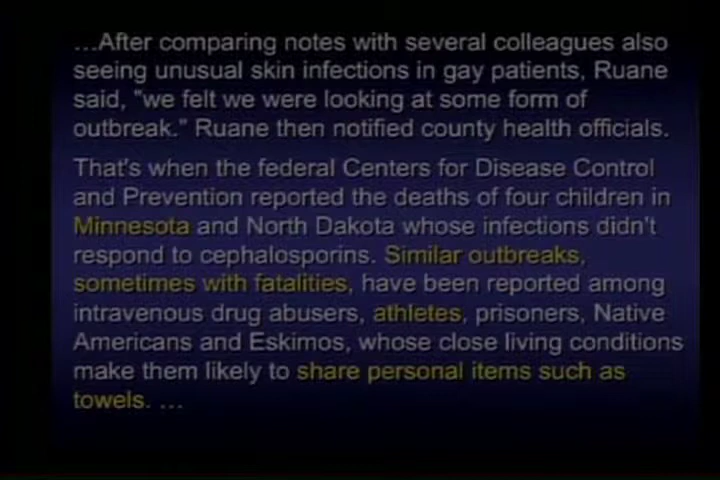 …After comparing notes with several colleagues also
seeing unusual skin infections in gay patients, Ruane
said, "we felt we were looking at some form of
outbreak." Ruane then notified county health officials.
That's when the federal Centers for Disease Control
and Prevention reported the deaths of four children in
Minnesota and North Dakota whose infections didn't
respond to cephalosporins. Similar outbreaks,
sometimes with fatalities, have been reported among
intravenous drug abusers, athletes, prisoners, Native
Americans and Eskimos, whose close living conditions
make them likely to share personal items such as
towels. …